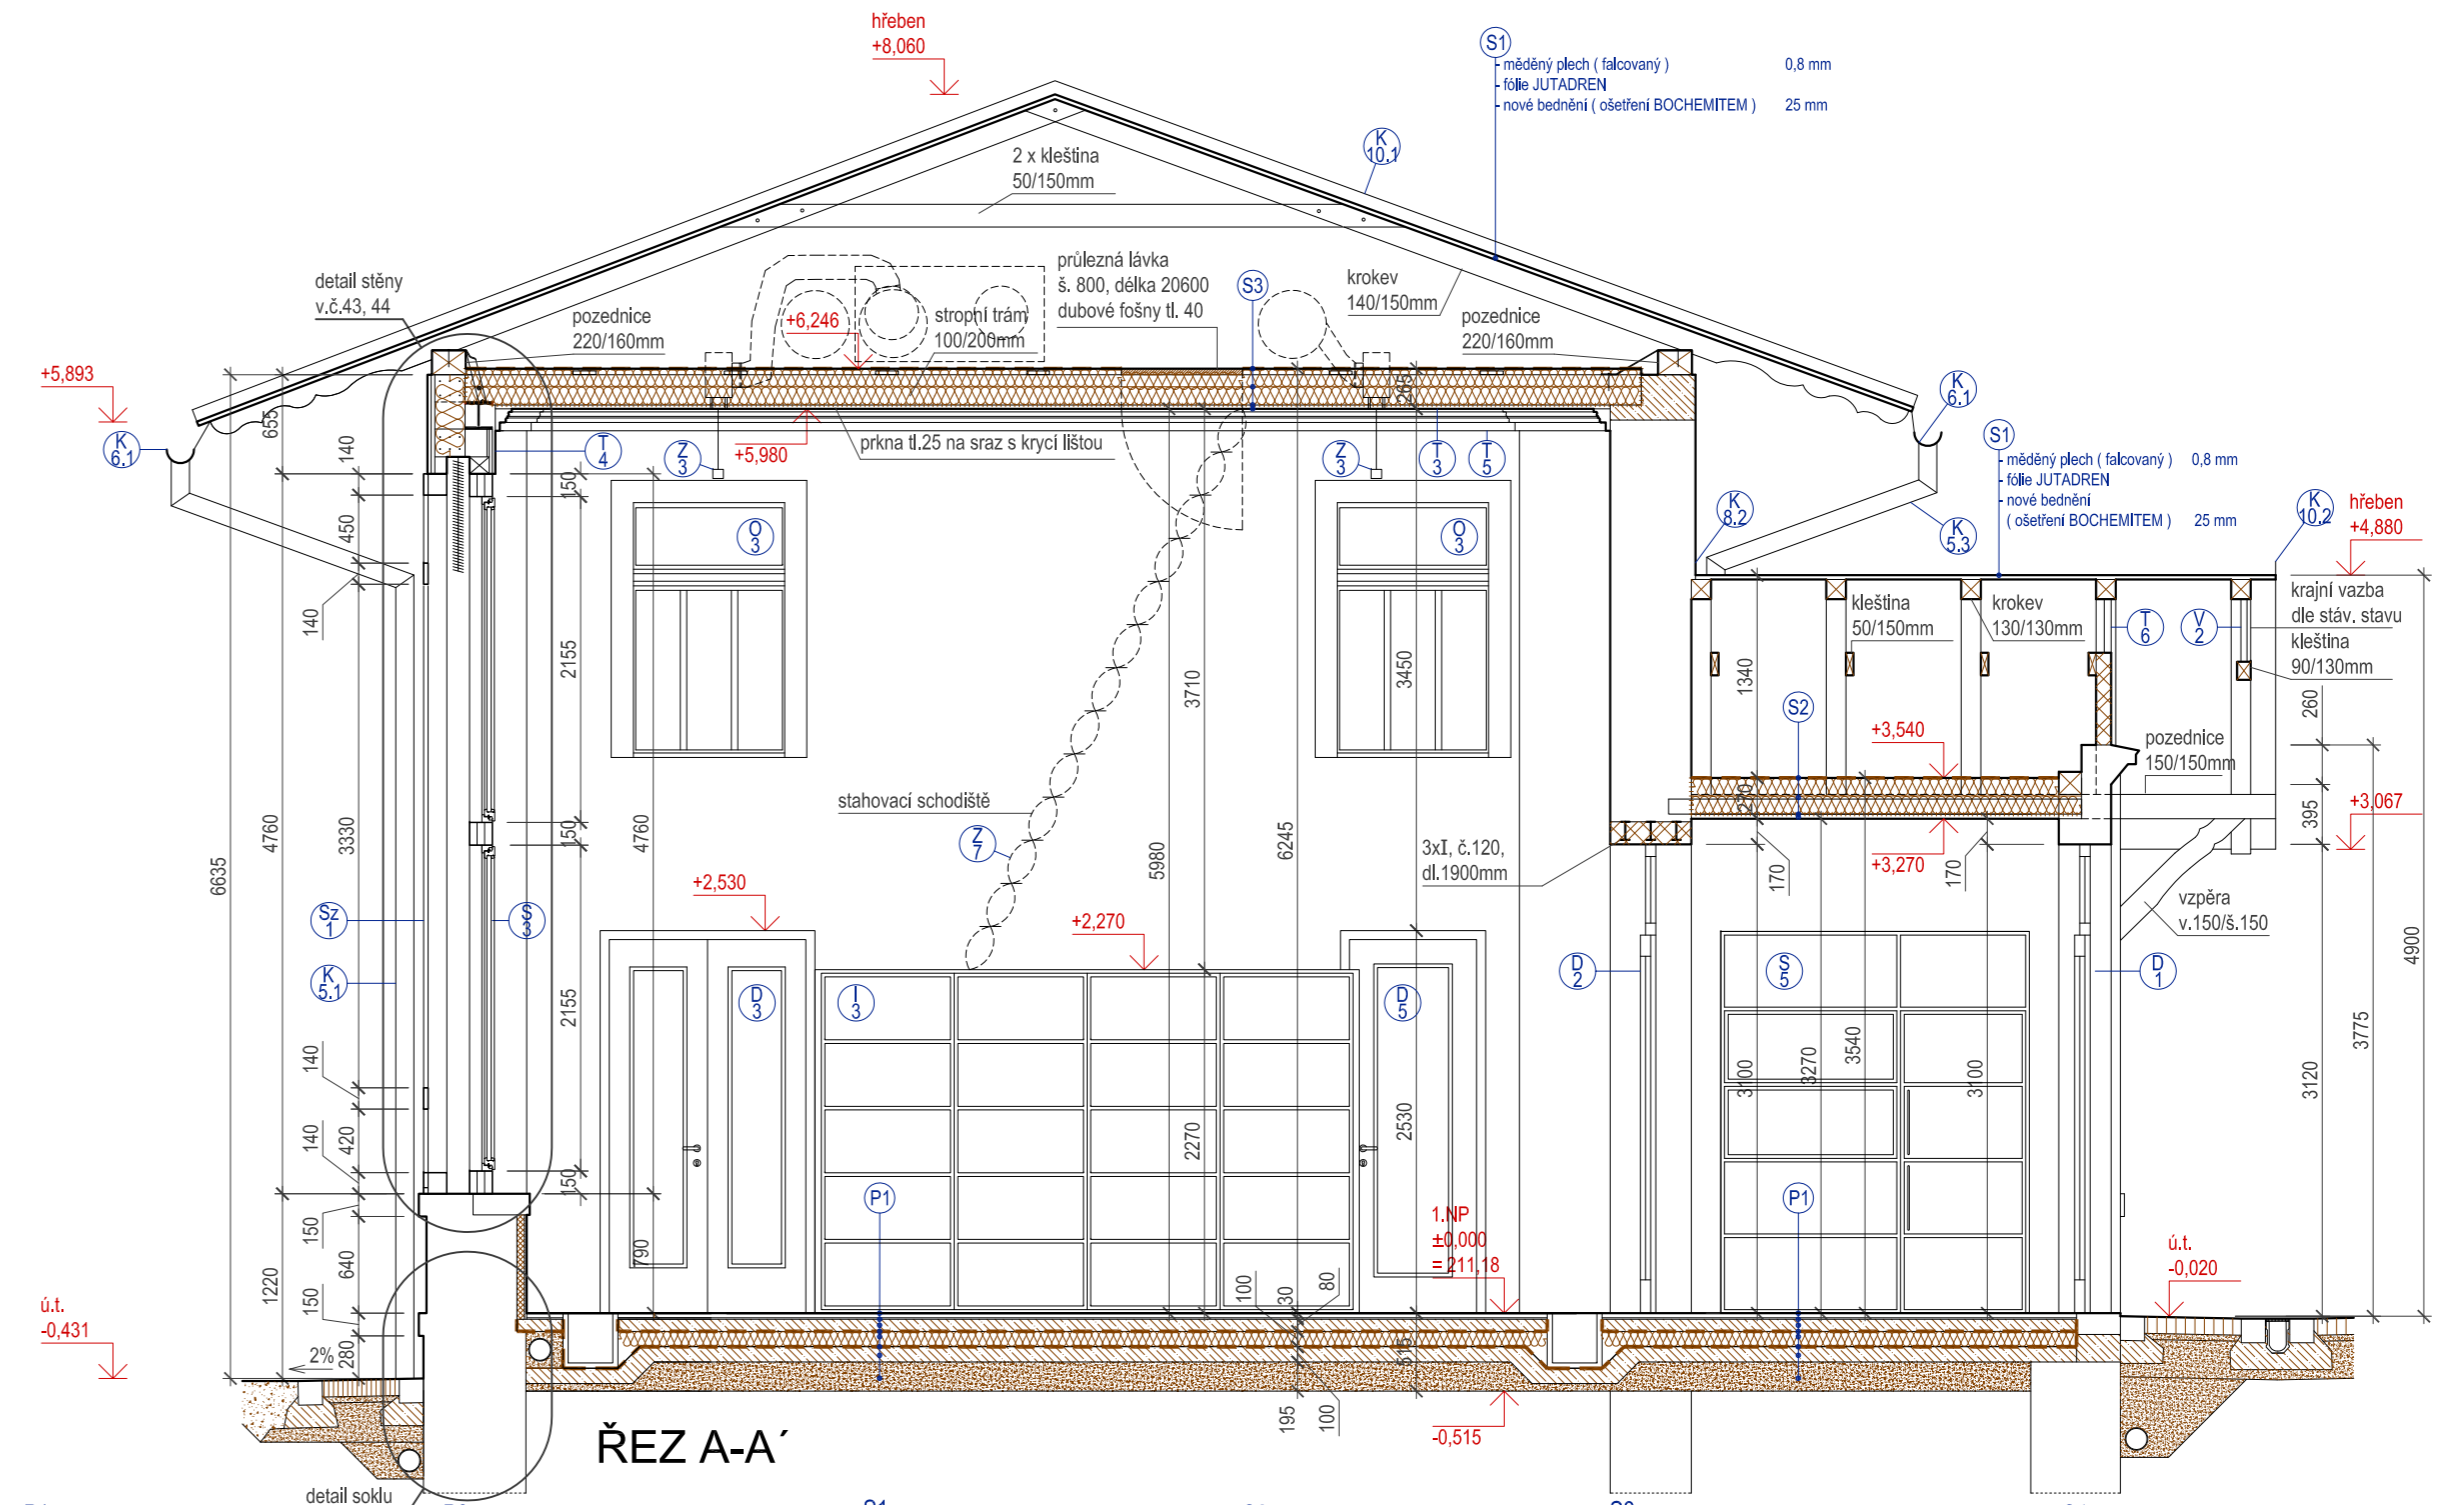 hřeben
+8,060
S1
- měděný plech ( falcovaný ) 0,8 mm
- fólie JUTADREN
- nové bednění ( ošetření BOCHEMITEM ) 25 mm
K
10.1
2 x kleština
50/150mm
detail stěny
v.č.43, 44
pozednice
220/160mm
+6,246
stropní trám
100/200mm
průlezná lávka
š. 800, délka 20600
dubové fošny tl. 40
S3
krokev
140/150mm
pozednice
220/160mm
+5,893
K
6.1
K
6.1
655
140
450
140
265
T
4
Z
3
+5,980
prkna tl.25 na sraz s krycí lištou
Z
3
T
3
T
5
S1
- měděný plech ( falcovaný ) 0,8 mm
- fólie JUTADREN
- nové bednění
( ošetření BOCHEMITEM ) 25 mm
K
8.2
K
5.3
K
10.2
hřeben
+4,880
150
O
3
O
3
krajní vazba
dle stáv. stavu
kleština
90/130mm
kleština
50/150mm
krokev
130/130mm
T
6
V
2
2155
3710
3450
1340
260
S2
+3,540
pozednice
150/150mm
stahovací schodiště
Z
7
6635
4760
3330
150
4760
5980
6245
3xI, č.120,
dl.1900mm
270
170
+3,270
170
395
+3,067
vzpěra
v.150/š.150
+2,530
+2,270
Sz
1
S
3
K
5.1
D
3
I
3
D
5
D
2
S
5
D
1
4900
3775
3120
2155
140
140
420
150
2270
2530
3100
3270
3540
3100
P1
P1
1220
150
640
150
280
790
1.NP
±0,000
= 211,18
100
30
80
515
195
100
-0,515
ú.t.
-0,020
ú.t.
-0,431
2%
ŘEZ A-A´
detail soklu